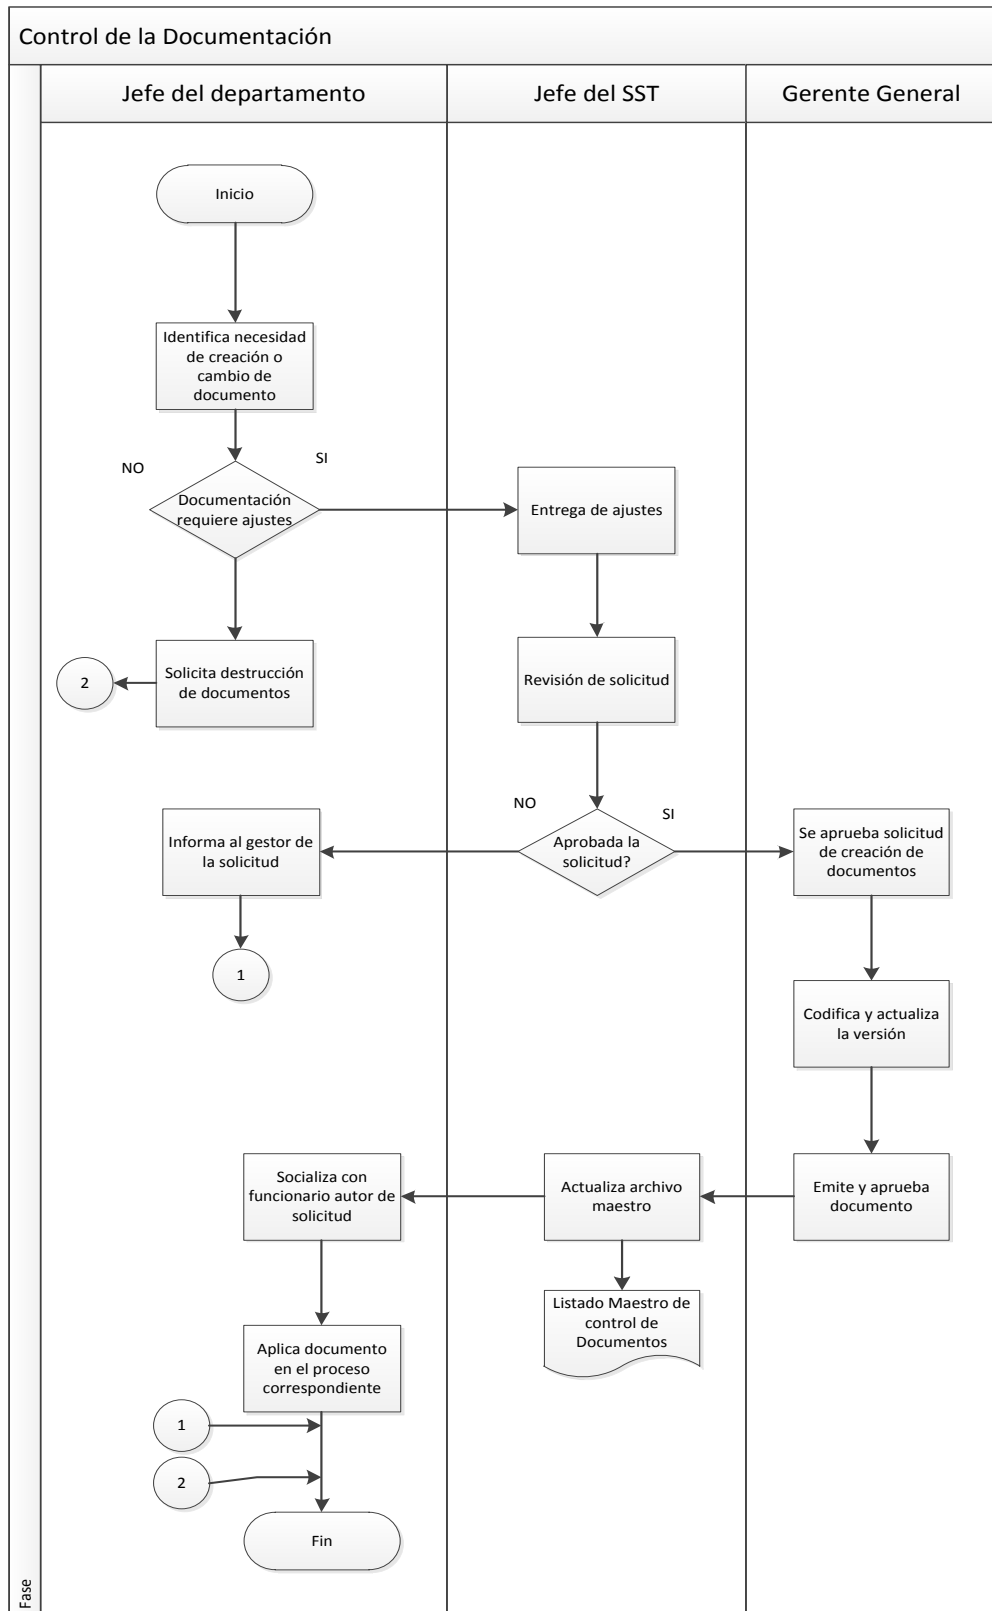 Control de la Documentación
Jefe del departamento
Jefe del SST
Gerente General
Inicio
Identifica necesidad
de creación o
cambio de
documento
NO
SI
Documentación
requiere ajustes
Entrega de ajustes
Solicita destrucción
de documentos
2
Revisión de solicitud
NO
SI
Aprobada la
solicitud?
Informa al gestor de
la solicitud
1
Se aprueba solicitud
de creación de
documentos
Codifica y actualiza
la versión
Emite y aprueba
documento
Actualiza archivo
maestro
Listado Maestro de
control de
Documentos
Socializa con
funcionario autor de
solicitud
Aplica documento
en el proceso
correspondiente
1
2
Fin
Fase